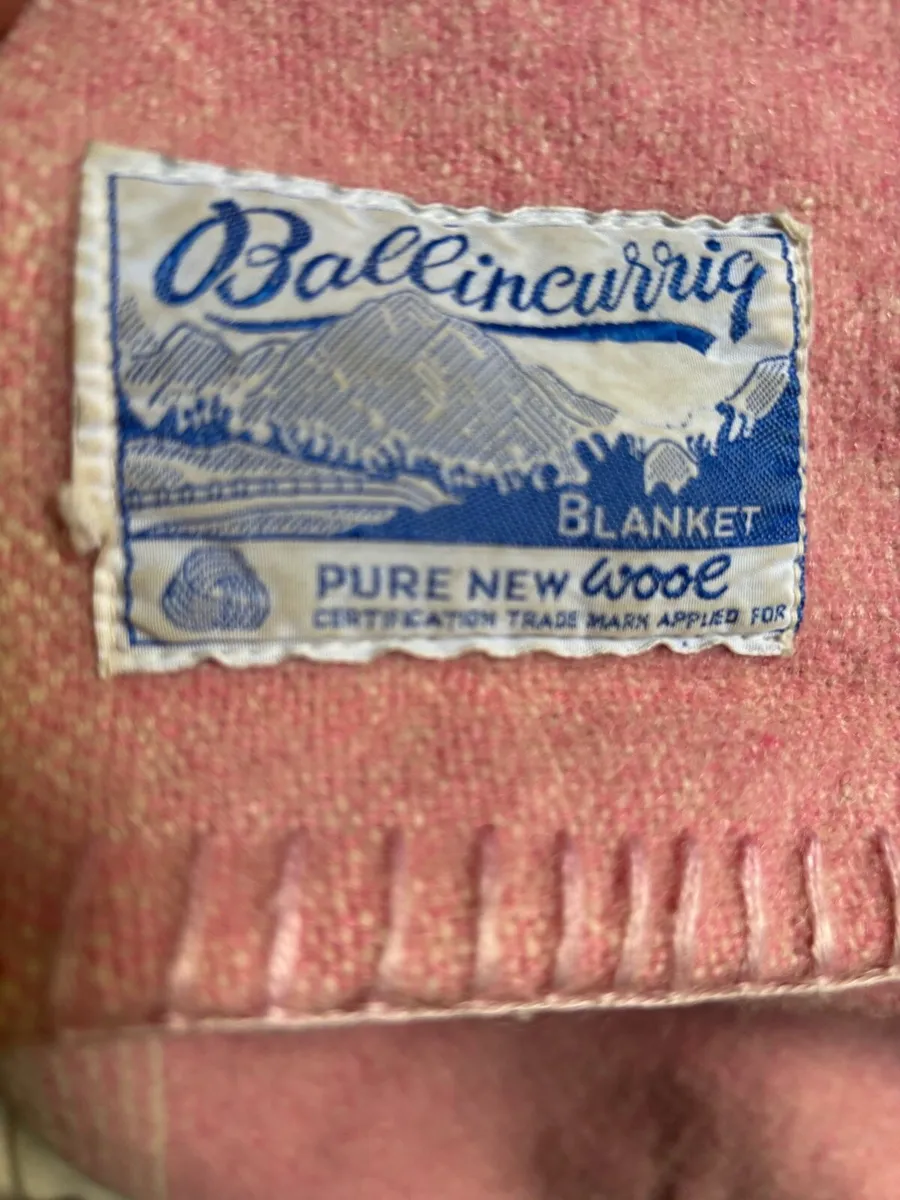 Ballincurrig
BLANKET
PURE NEW wool
CERTIFICATION TRADE MARK APPLIED FOR